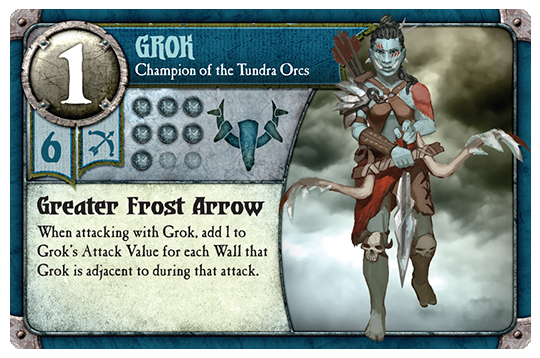 1
GROK
Champion of the Tundra Orcs
6
Greater Frost Arrow
When attacking with Grok, add 1 to
Grok's Attack Value for each Wall that
Grok is adjacent to during that attack.